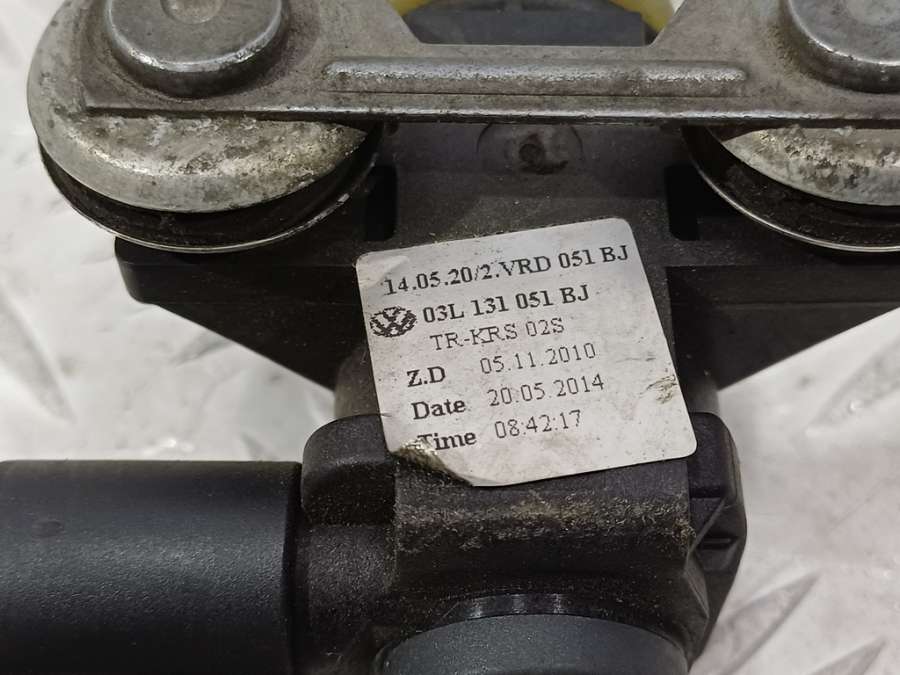 14.05.20/2.VRD 051 BJ
03L 131 051 BJ
TR-KRS 02S
Z.D 05.11.2010
Date 20.05.2014
Time 08:42:17